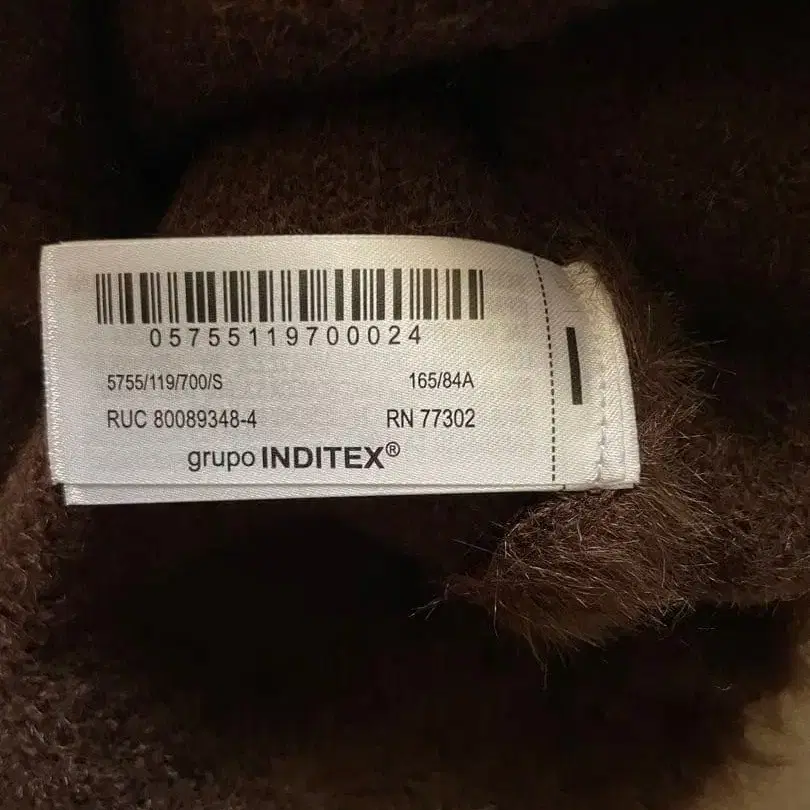 05755119700024
5755/119/700/S 165/84A
RUC 80089348-4 RN 77302
grupo INDITEX®